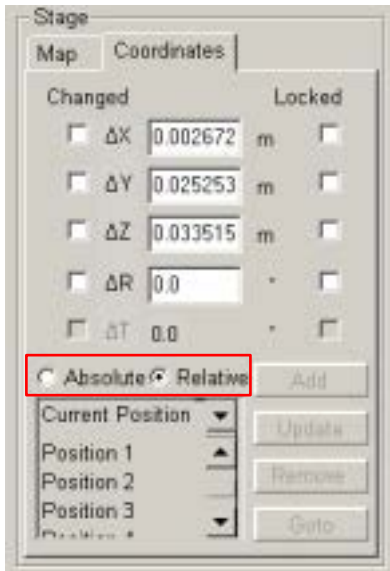 Stage
Map Coordinates
Changed Locked
ΔX 0.002672 m
ΔY 0.025253 m
ΔZ 0.033515 m
ΔR 0.0 °
ΔT 0.0 °
Absolute Relative Add
Current Position
Update
Position 1
Position 2 Remove
Position 3
Goto